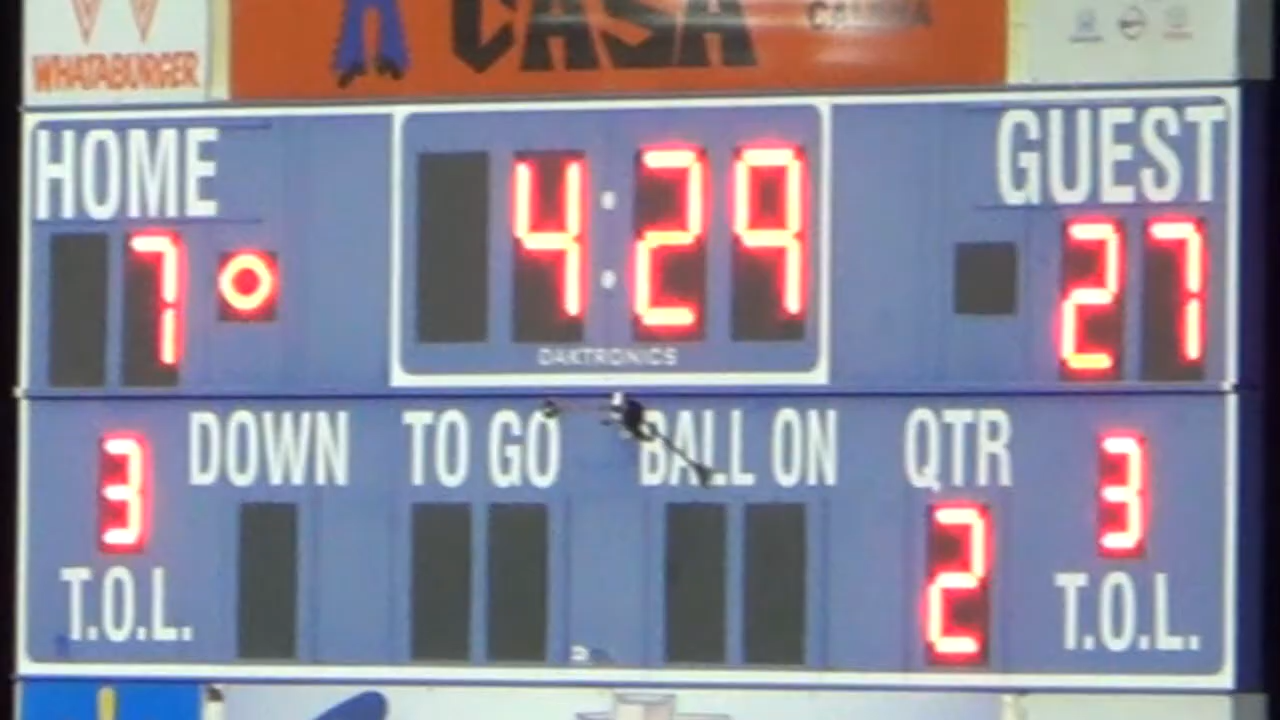 WHATABURGER
CASA
HOME
4:29
GUEST
7
27
DAKTRONICS
DOWN
TO GO
BALL ON
QTR
3
3
2
T.O.L.
T.O.L.